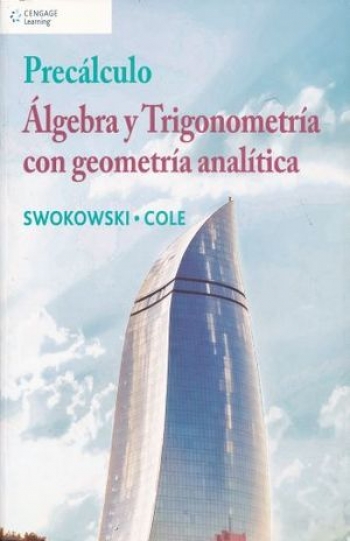 CENGAGE
Learning
Precálculo
Álgebra y Trigonometría
con geometría analítica
SWOKOWSKI • COLE